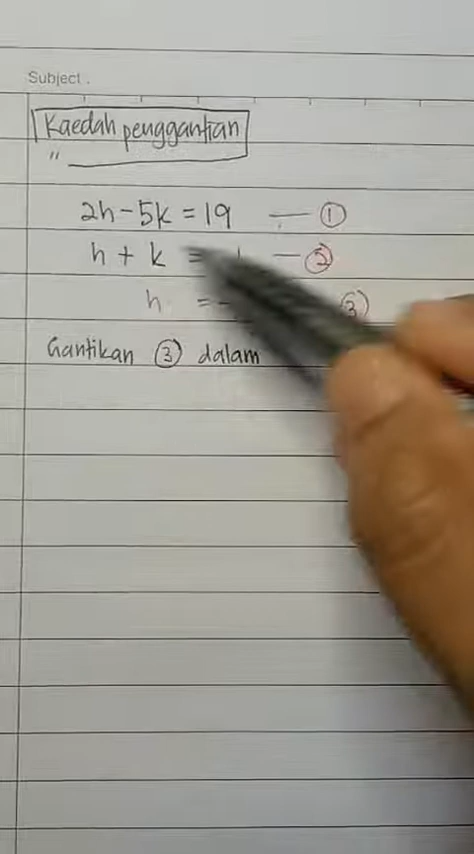 Subject .
Kaedah penggantian
"
2h - 5k = 19 — ①
h + k = — ②
h = ③
Gantikan ③ dalam